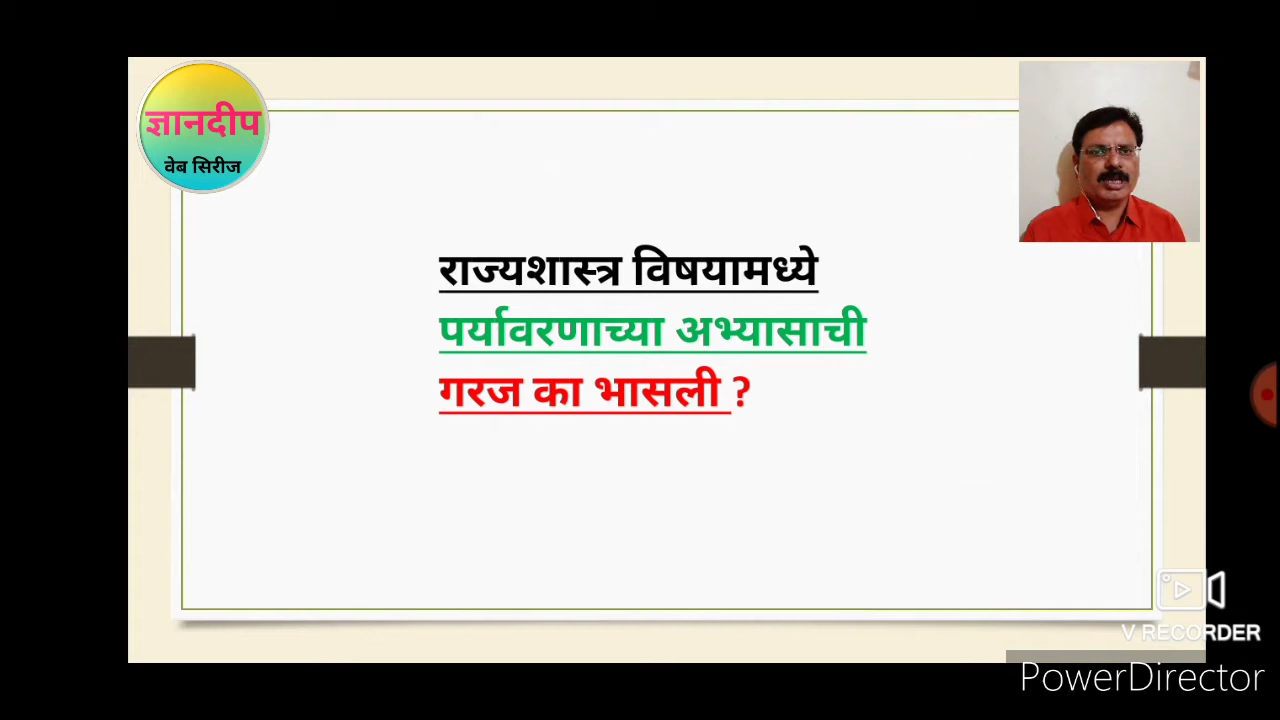 ज्ञानदीप
वेब सिरीज
राज्यशास्त्र विषयामध्ये
पर्यावरणाच्या अभ्यासाची
गरज का भासली ?
V RECORDER
PowerDirector